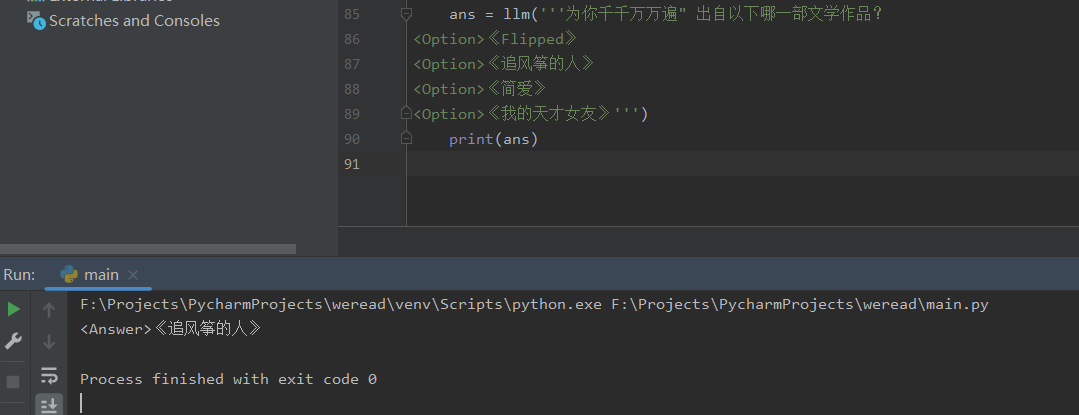 Scratches and Consoles
85 ans = llm('''为你千千万万遍" 出自以下哪一部文学作品？
86 <Option>《Flipped》
87 <Option>《追风筝的人》
88 <Option>《简爱》
89 <Option>《我的天才女友》''')
90 print(ans)
91
Run: main
F:\Projects\PycharmProjects\weread\venv\Scripts\python.exe F:\Projects\PycharmProjects\weread\main.py
<Answer>《追风筝的人》
Process finished with exit code 0